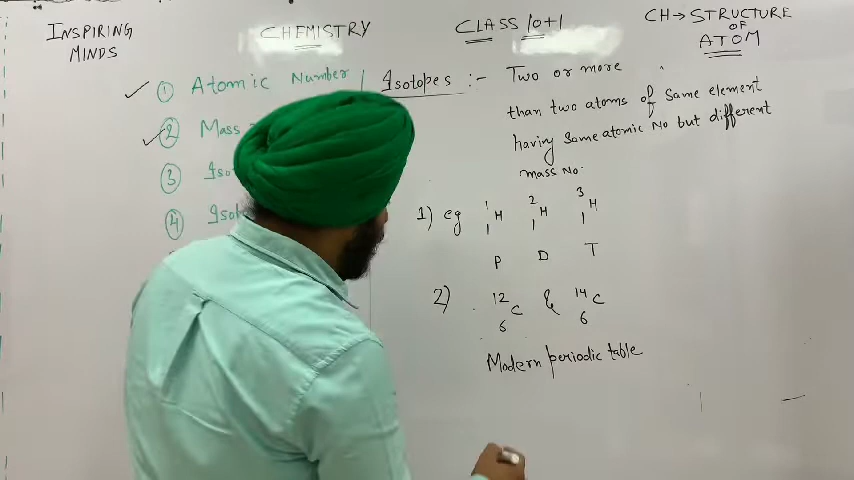 INSPIRING
MINDS
CHEMISTRY
CLASS 10+1
CH→STRUCTURE
OF
ATOM
① Atomic Number
② Mass
③
④
Isotopes :- Two or more
than two atoms of same element
having same atomic No but different
mass No.
1) eg ¹₁H ²₁H ³₁H
P D T
2) ¹²₆C & ¹⁴₆C
Modern periodic table